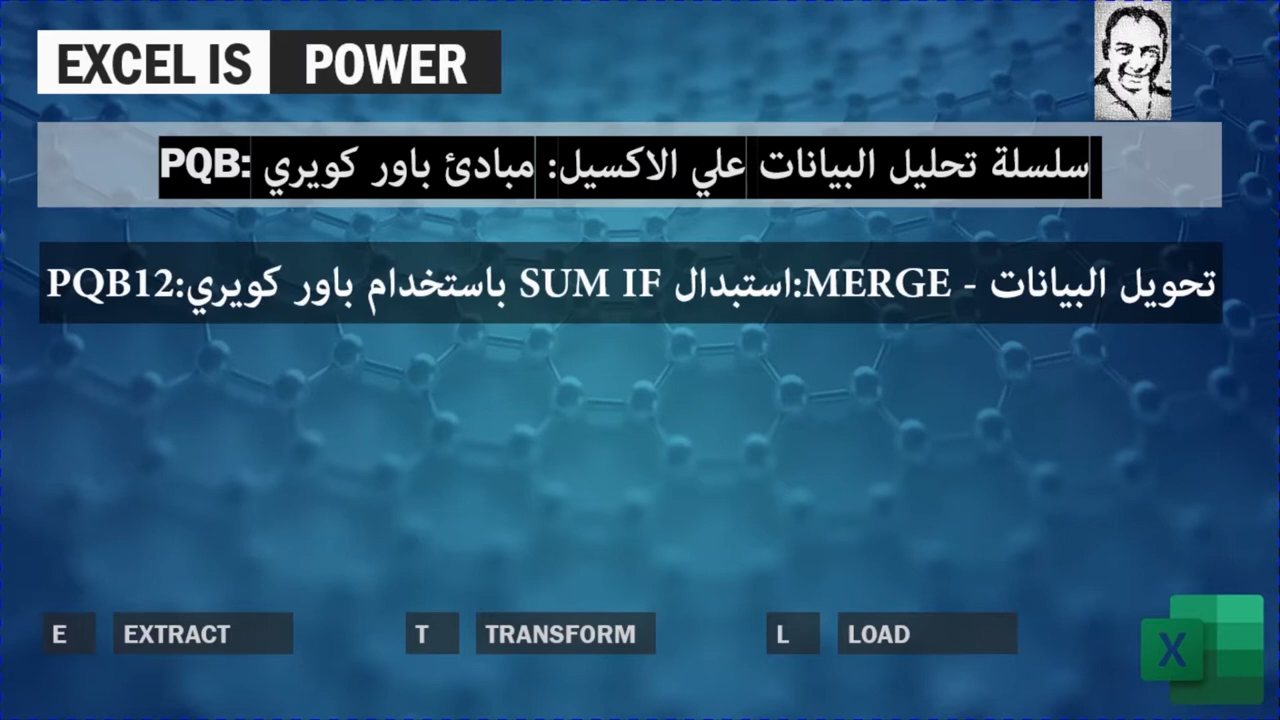 EXCEL IS POWER
سلسلة تحليل البيانات علي الاكسيل: مبادئ باور كويري PQB:
تحويل البيانات - MERGE:استبدال SUM IF باستخدام باور كويري:PQB12
E EXTRACT T TRANSFORM L LOAD
X